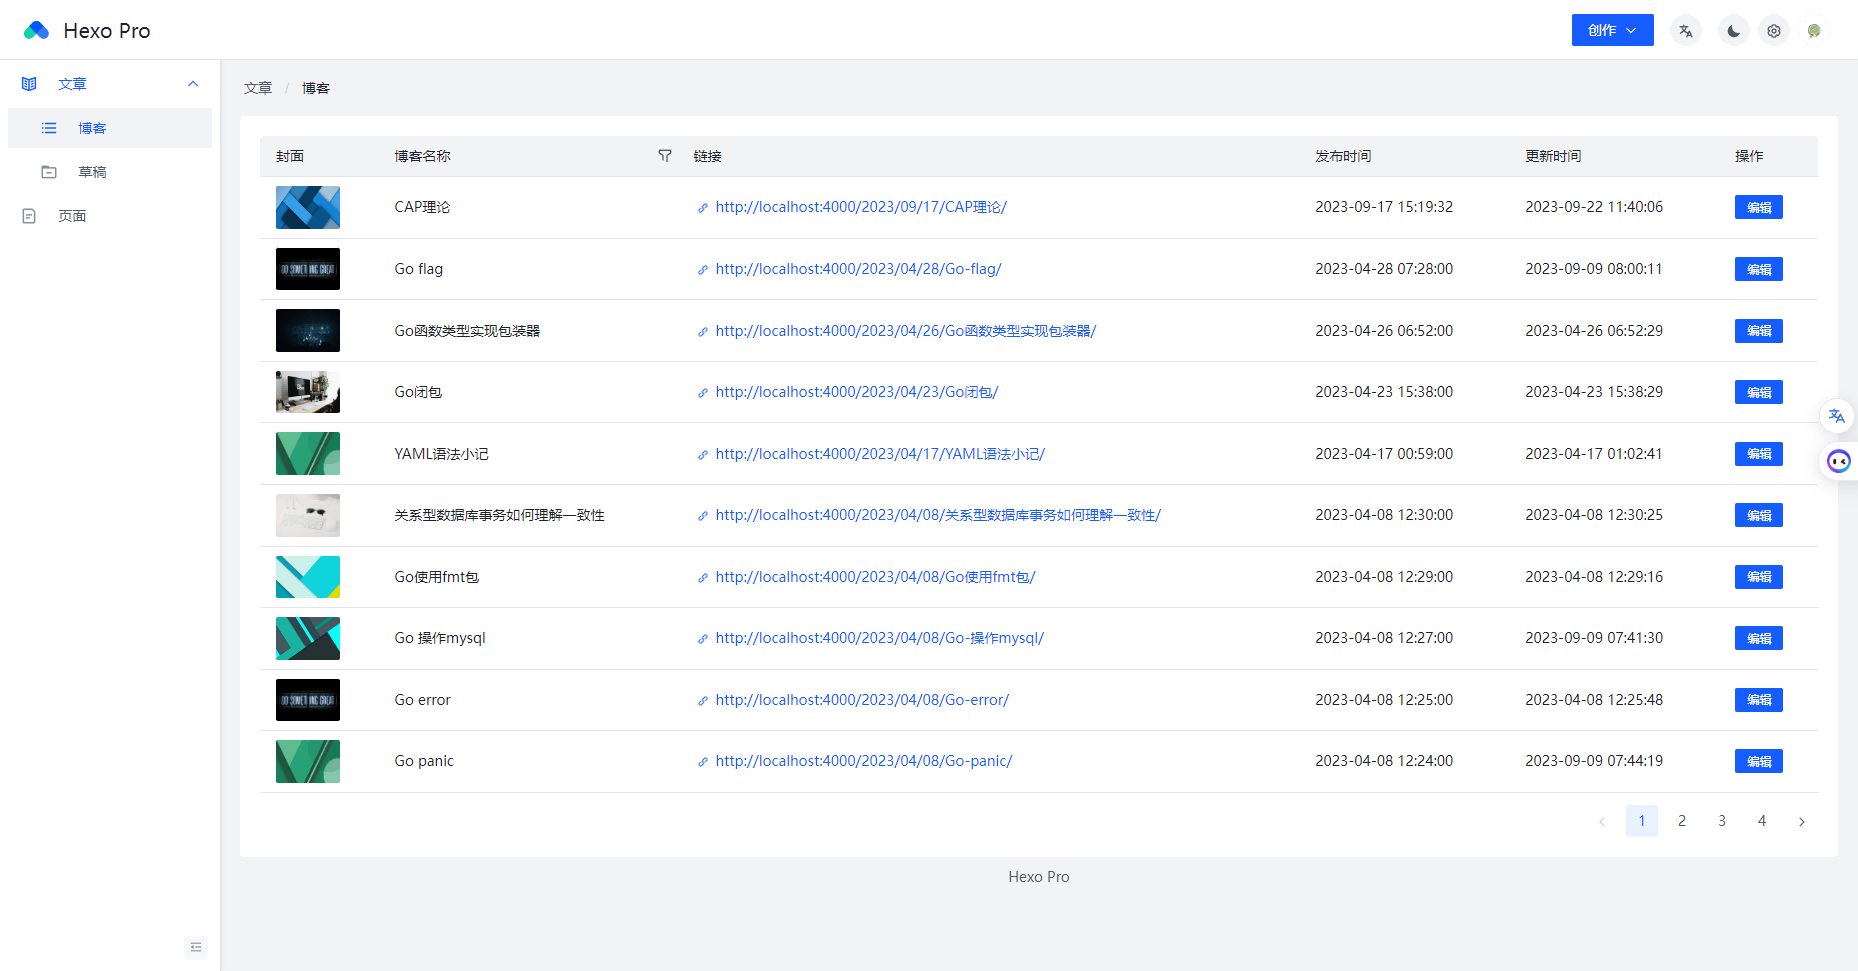 Hexo Pro
创作
文章
博客
草稿
页面
文章 / 博客
封面 博客名称 链接 发布时间 更新时间 操作
CAP理论 http://localhost:4000/2023/09/17/CAP理论/ 2023-09-17 15:19:32 2023-09-22 11:40:06 编辑
Go flag http://localhost:4000/2023/04/28/Go-flag/ 2023-04-28 07:28:00 2023-09-09 08:00:11 编辑
Go函数类型实现包装器 http://localhost:4000/2023/04/26/Go函数类型实现包装器/ 2023-04-26 06:52:00 2023-04-26 06:52:29 编辑
Go闭包 http://localhost:4000/2023/04/23/Go闭包/ 2023-04-23 15:38:00 2023-04-23 15:38:29 编辑
YAML语法小记 http://localhost:4000/2023/04/17/YAML语法小记/ 2023-04-17 00:59:00 2023-04-17 01:02:41 编辑
关系型数据库事务如何理解一致性 http://localhost:4000/2023/04/08/关系型数据库事务如何理解一致性/ 2023-04-08 12:30:00 2023-04-08 12:30:25 编辑
Go使用fmt包 http://localhost:4000/2023/04/08/Go使用fmt包/ 2023-04-08 12:29:00 2023-04-08 12:29:16 编辑
Go 操作mysql http://localhost:4000/2023/04/08/Go-操作mysql/ 2023-04-08 12:27:00 2023-09-09 07:41:30 编辑
Go error http://localhost:4000/2023/04/08/Go-error/ 2023-04-08 12:25:00 2023-04-08 12:25:48 编辑
Go panic http://localhost:4000/2023/04/08/Go-panic/ 2023-04-08 12:24:00 2023-09-09 07:44:19 编辑
1 2 3 4
Hexo Pro